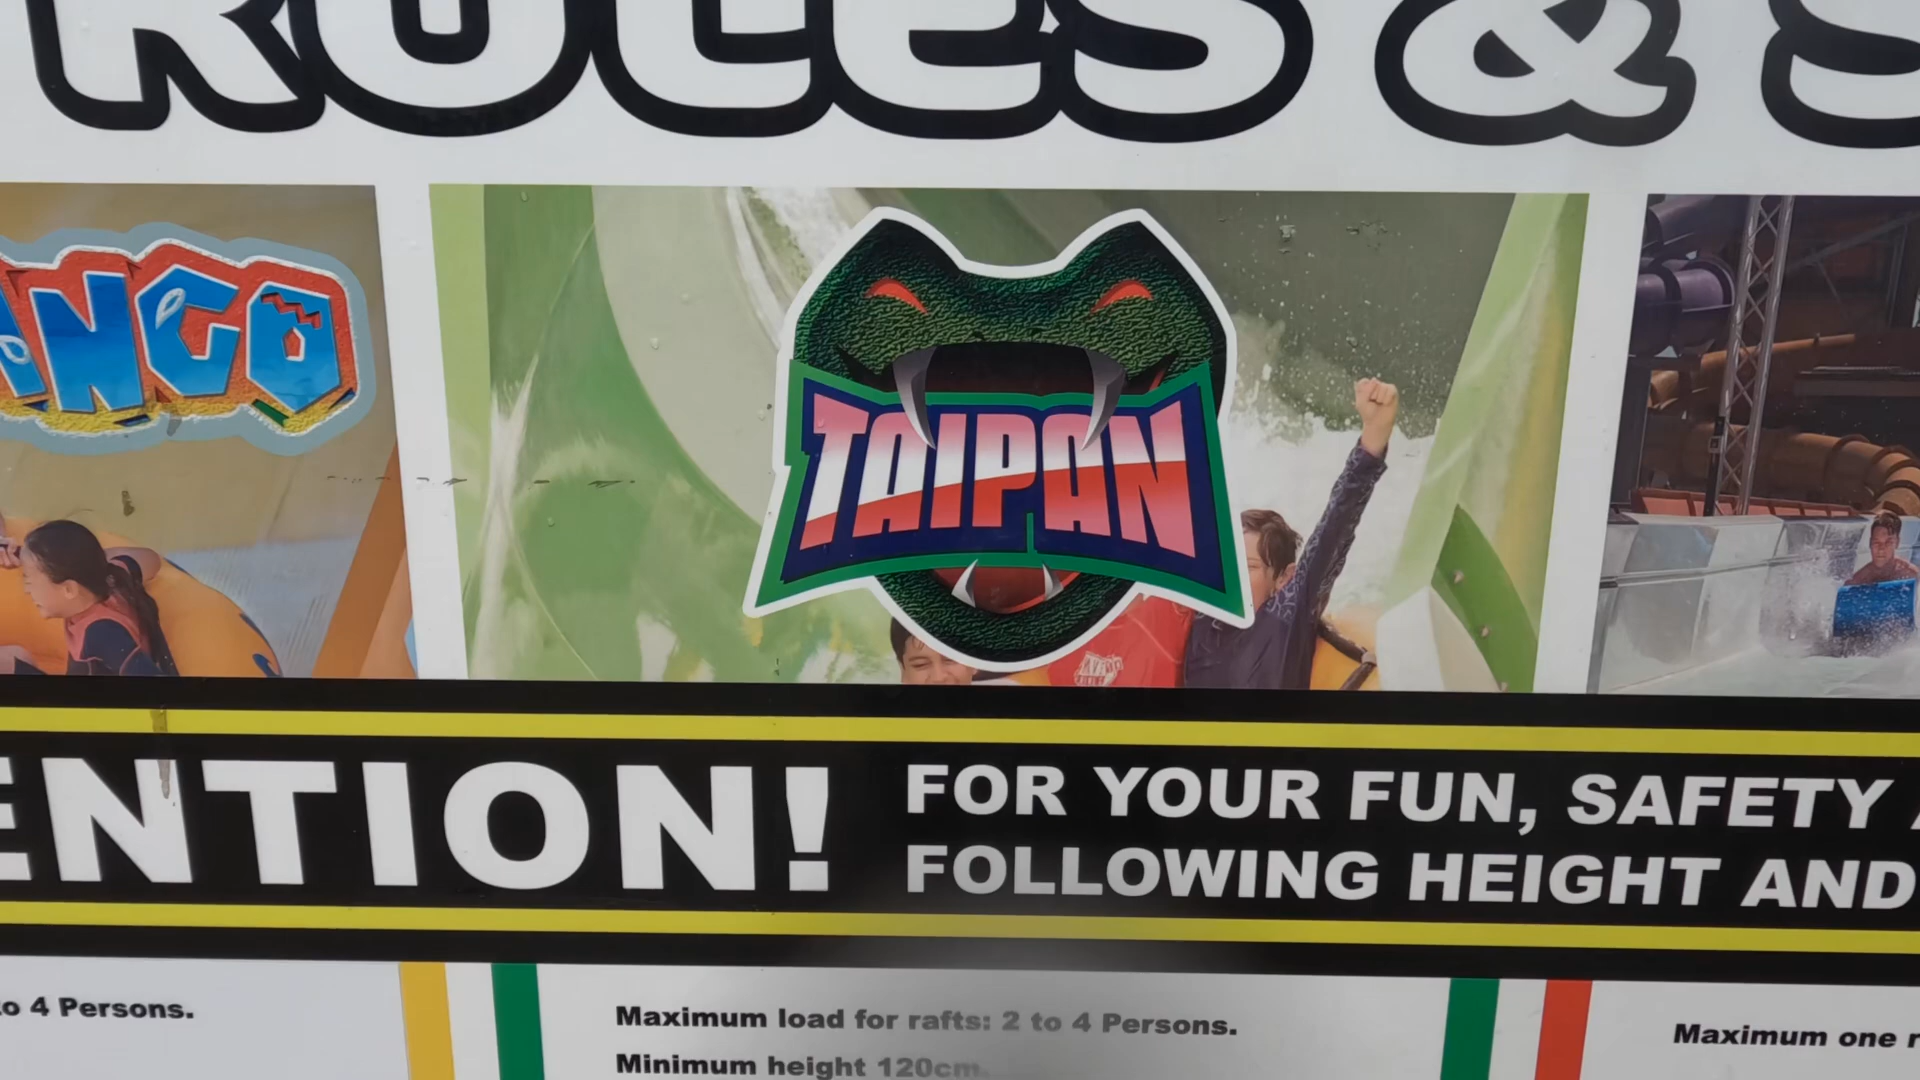 RULES & S
ANGO
TAIPAN
ENTION!
FOR YOUR FUN, SAFETY
FOLLOWING HEIGHT AND
to 4 Persons.
Maximum load for rafts: 2 to 4 Persons.
Minimum height 120cm.
Maximum one r